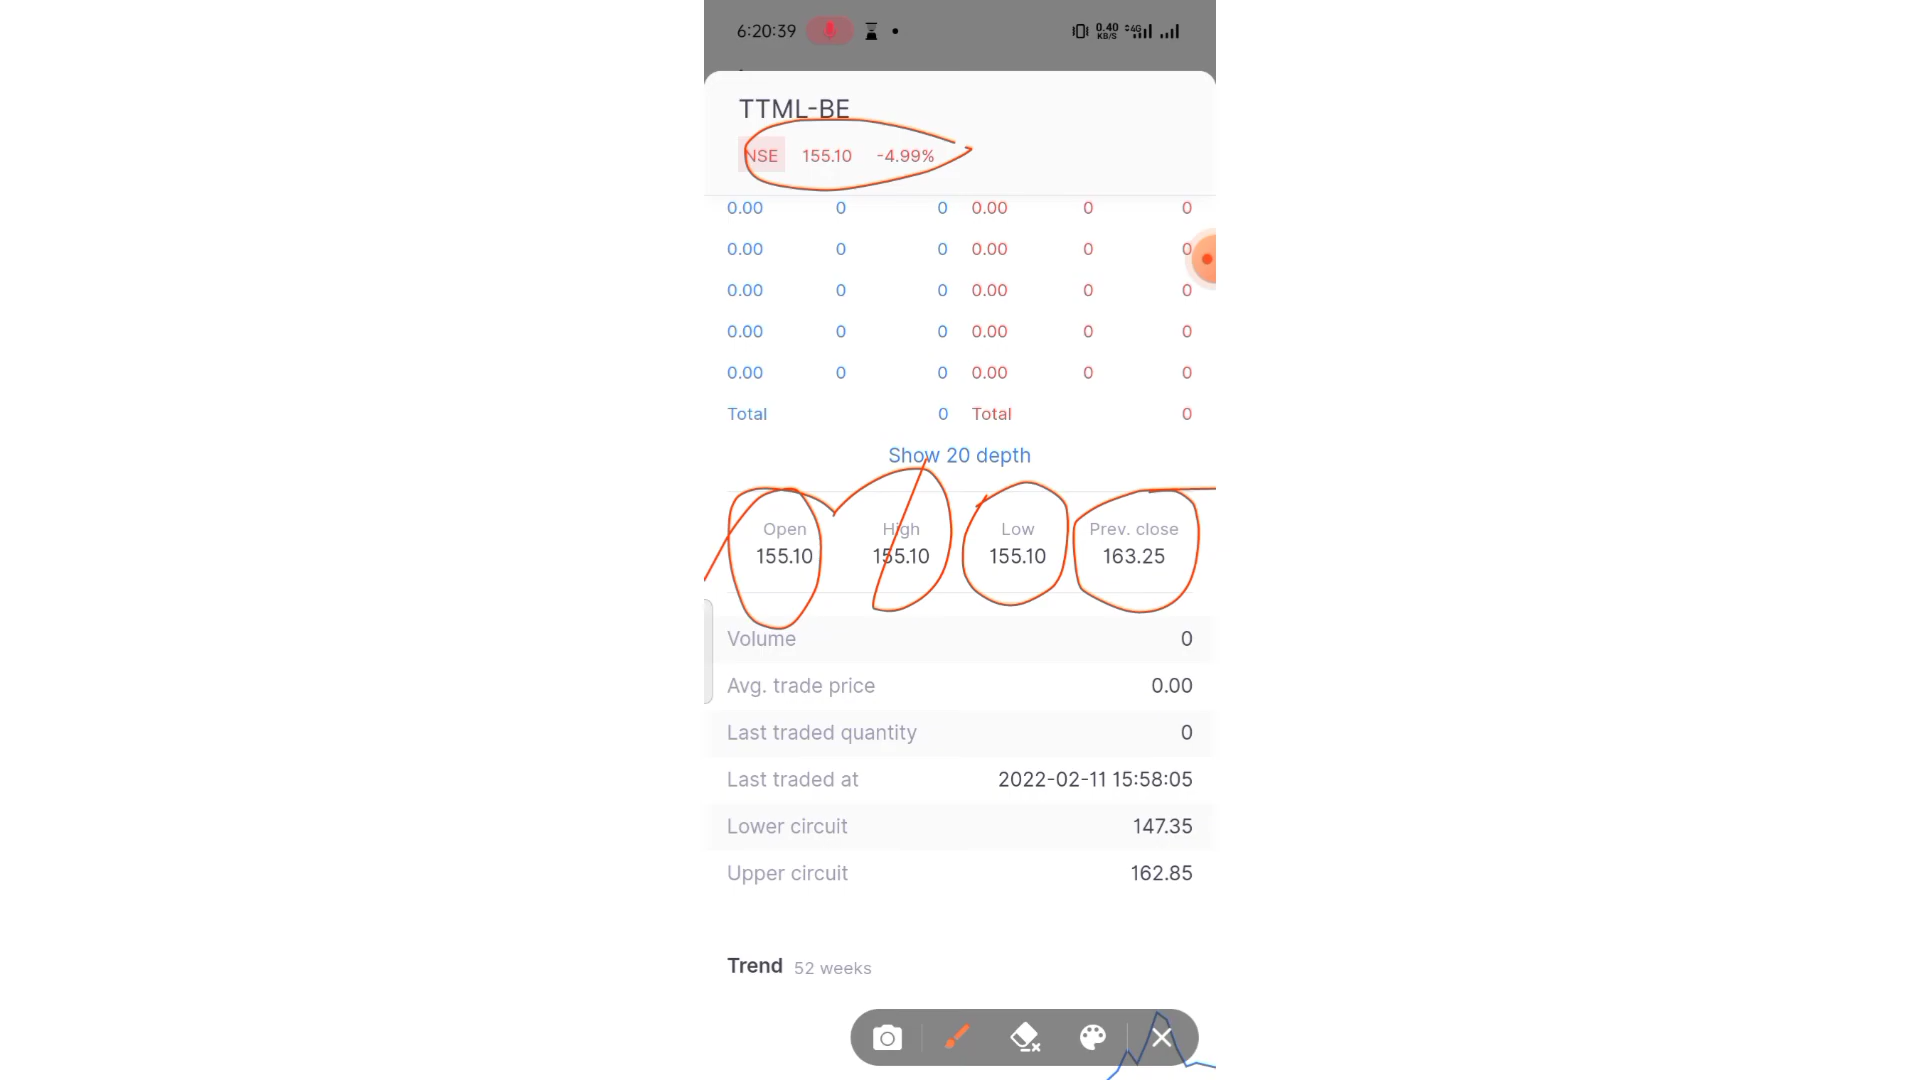 6:20:39 0.40 KB/S 4G
TTML-BE
NSE 155.10 -4.99%
0.00 0 0 0.00 0 0
0.00 0 0 0.00 0 0
0.00 0 0 0.00 0 0
0.00 0 0 0.00 0 0
0.00 0 0 0.00 0 0
Total 0 Total 0
Show 20 depth
Open High Low Prev. close
155.10 155.10 155.10 163.25
Volume 0
Avg. trade price 0.00
Last traded quantity 0
Last traded at 2022-02-11 15:58:05
Lower circuit 147.35
Upper circuit 162.85
Trend 52 weeks